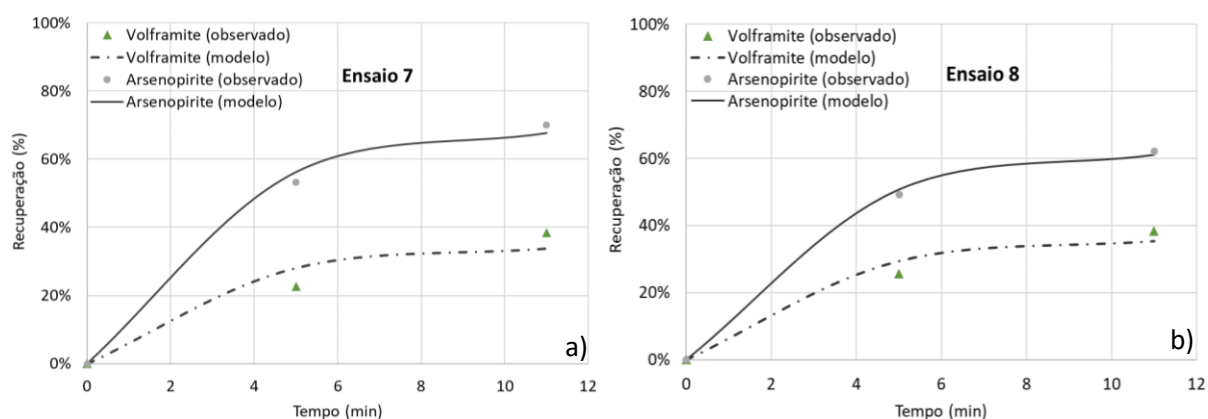 100%
80%
60%
40%
20%
0%
Recuperação (%)
Volframite (observado)
Volframite (modelo)
Arsenopirite (observado)
Arsenopirite (modelo)
Ensaio 7
a)
0 2 4 6 8 10 12
Tempo (min)
100%
80%
60%
40%
20%
0%
Recuperação (%)
Volframite (observado)
Volframite (modelo)
Arsenopirite (observado)
Arsenopirite (modelo)
Ensaio 8
b)
0 2 4 6 8 10 12
Tempo (min)